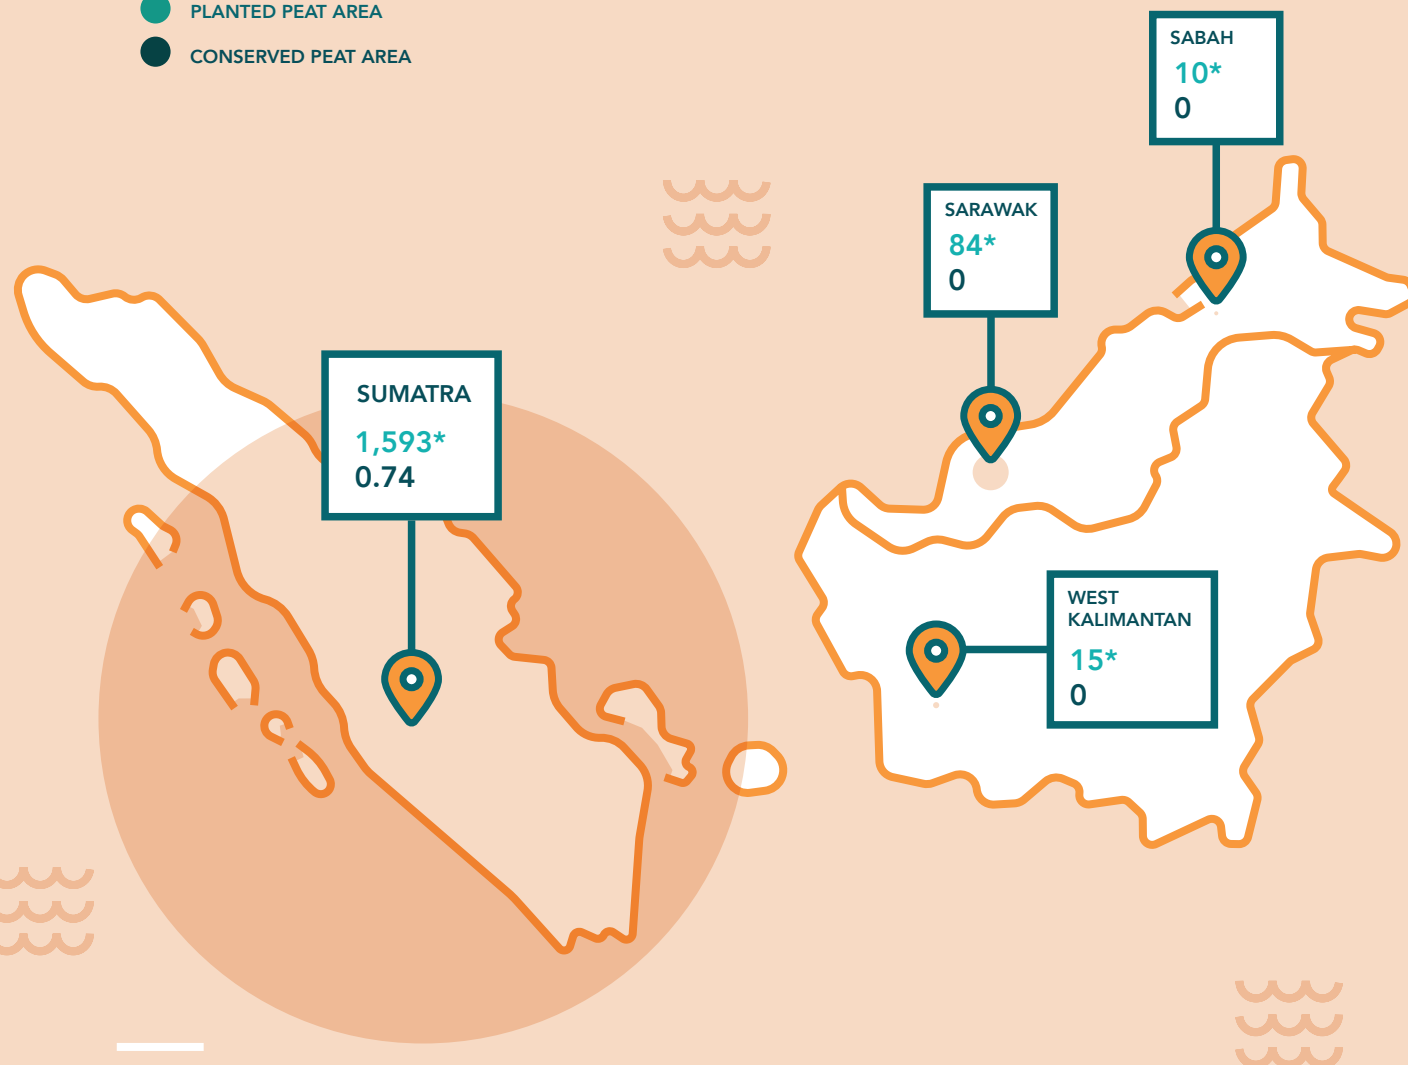 PLANTED PEAT AREA
CONSERVED PEAT AREA
SABAH
10*
0
SARAWAK
84*
0
SUMATRA
1,593*
0.74
WEST
KALIMANTAN
15*
0